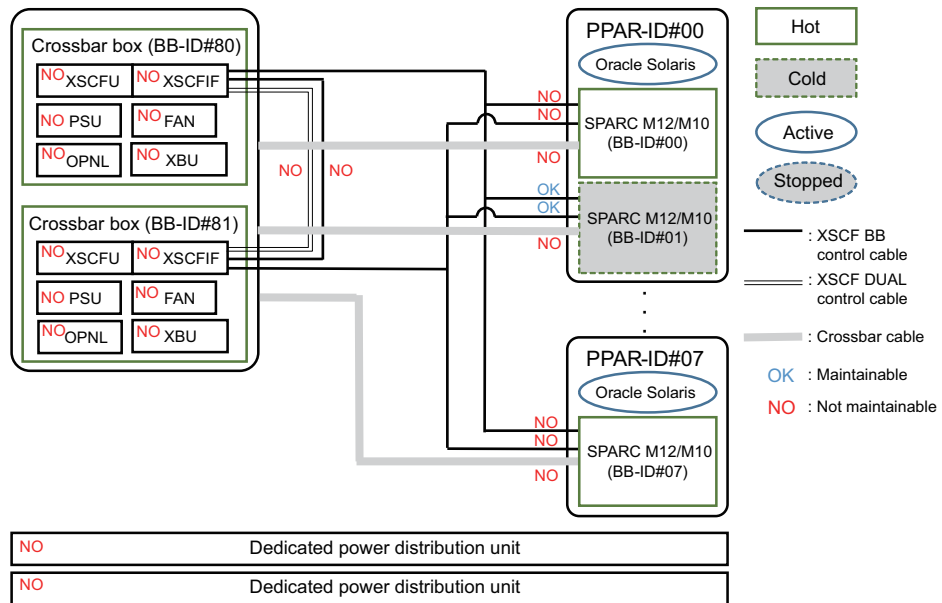 Crossbar box (BB-ID#80)
NO XSCFU
NO XSCFIF
NO PSU
NO FAN
NO OPNL
NO XBU
Crossbar box (BB-ID#81)
NO XSCFU
NO XSCFIF
NO PSU
NO FAN
NO OPNL
NO XBU
NO
NO
PPAR-ID#00
Oracle Solaris
NO
NO
SPARC M12/M10
(BB-ID#00)
NO
OK
OK
SPARC M12/M10
(BB-ID#01)
NO
PPAR-ID#07
Oracle Solaris
NO
NO
SPARC M12/M10
(BB-ID#07)
NO
Hot
Cold
Active
Stopped
: XSCF BB
control cable
: XSCF DUAL
control cable
: Crossbar cable
OK : Maintainable
NO : Not maintainable
NO Dedicated power distribution unit
NO Dedicated power distribution unit